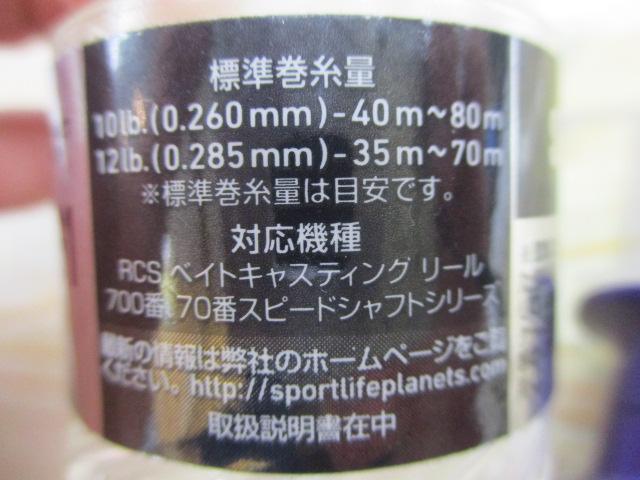 標準巻糸量
10lb.(0.260mm)-40m~80m
12lb.(0.285mm)-35m~70m
※標準巻糸量は目安です。
対応機種
RCS ベイトキャスティング リール
700番、70番スピードシャフトシリーズ
最新の情報は弊社のホームページをご覧
ください。http://sportlifeplanets.com
取扱説明書在中